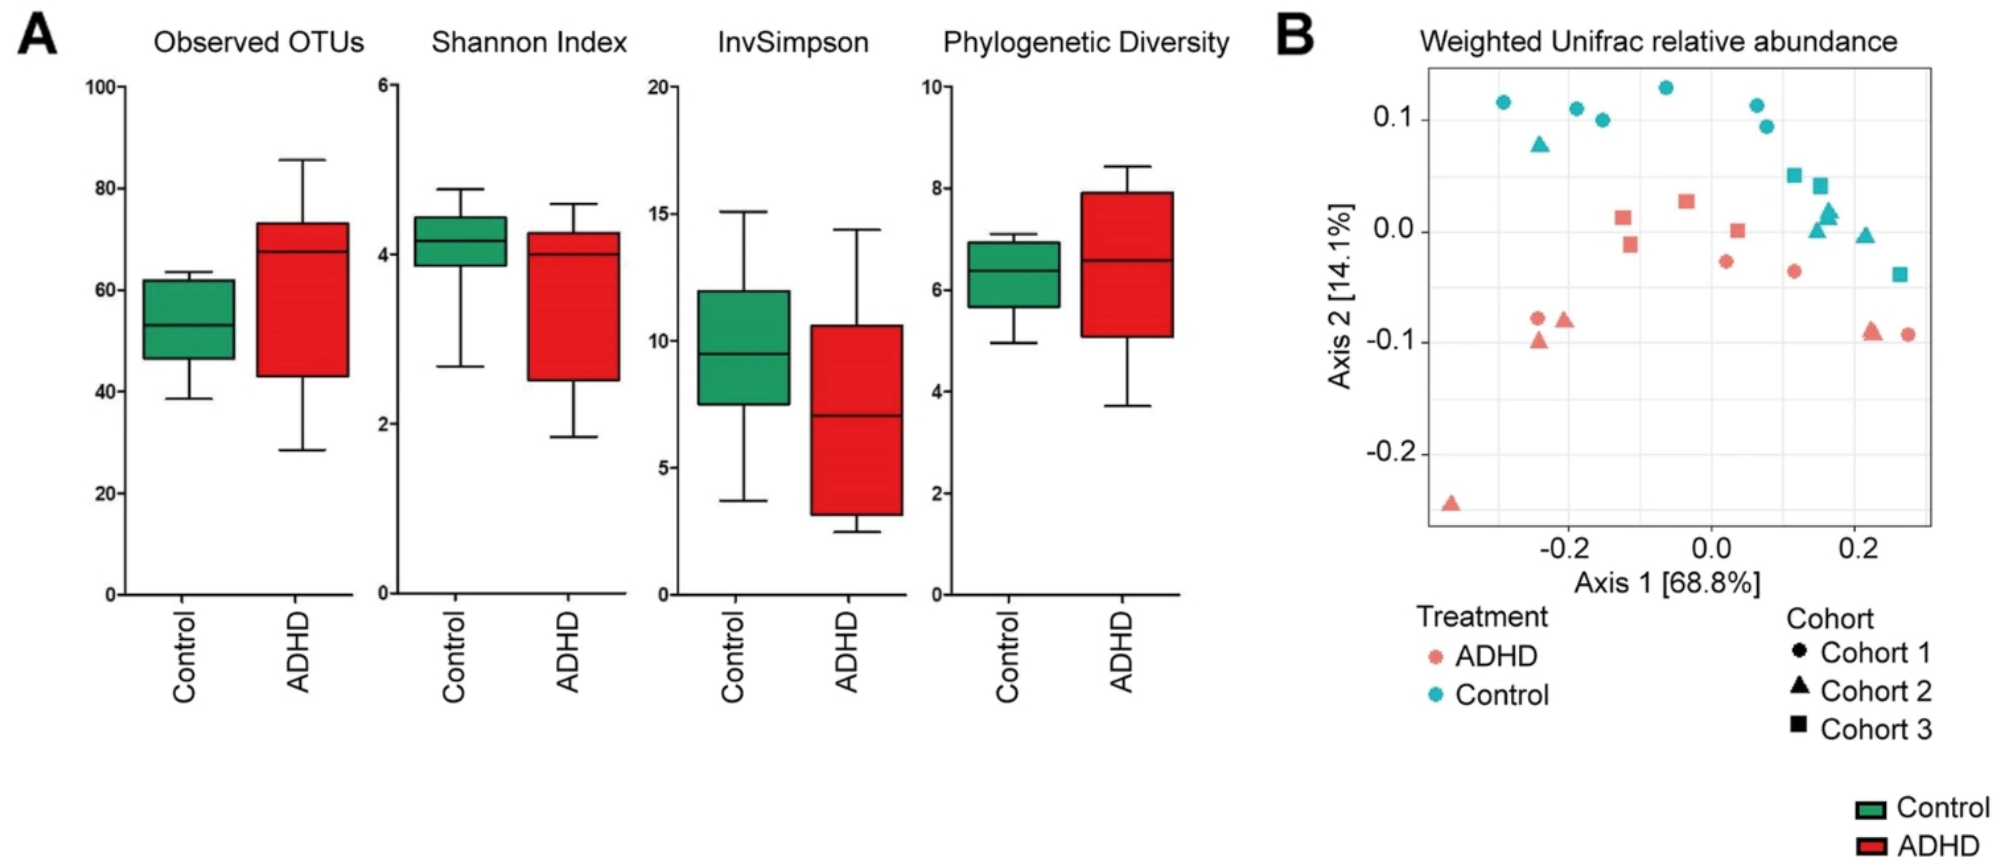 A
Observed OTUs
100
80
60
40
20
0
Control
ADHD
Shannon Index
6
4
2
0
Control
ADHD
InvSimpson
20
15
10
5
0
Control
ADHD
Phylogenetic Diversity
10
8
6
4
2
0
Control
ADHD
B
Weighted Unifrac relative abundance
Axis 2 [14.1%]
0.1
0.0
-0.1
-0.2
-0.2 0.0 0.2
Axis 1 [68.8%]
Treatment
ADHD
Control
Cohort
Cohort 1
Cohort 2
Cohort 3
Control
ADHD